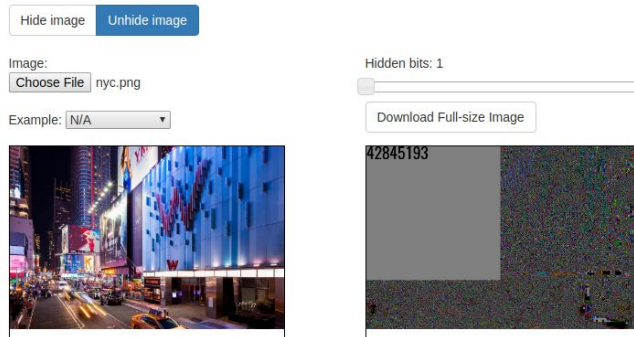 Hide image
Unhide image
Image:
Choose File nyc.png
Example: N/A
Hidden bits: 1
Download Full-size Image
42845193
W
W